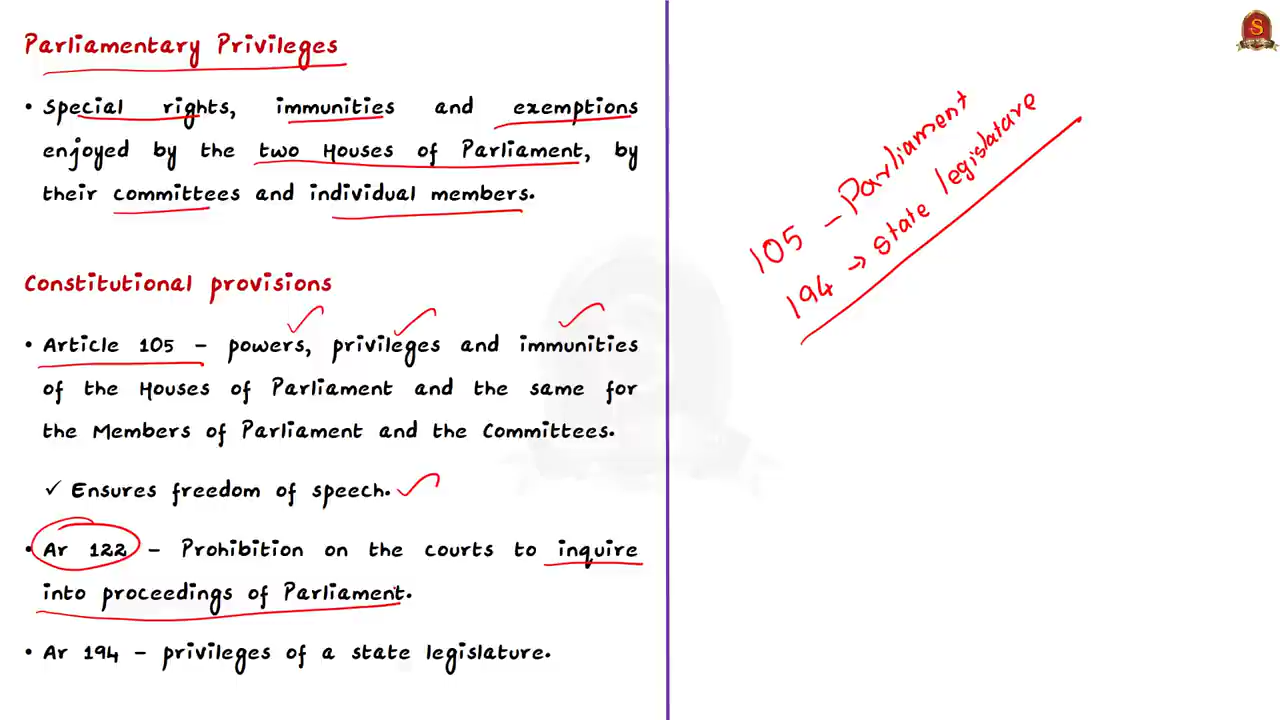 Parliamentary Privileges
• Special rights, immunities and exemptions
enjoyed by the two Houses of Parliament, by
their committees and individual members.
Constitutional provisions
• Article 105 – powers, privileges and immunities
of the Houses of Parliament and the same for
the Members of Parliament and the Committees.
✓ Ensures freedom of speech.
• Ar 122 – Prohibition on the courts to inquire
into proceedings of Parliament.
• Ar 194 – privileges of a state legislature.
105 – Parliament
194 → state legislature
S